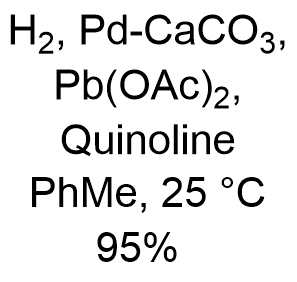 H₂, Pd-CaCO₃,
Pb(OAc)₂,
Quinoline
PhMe, 25 °C
95%